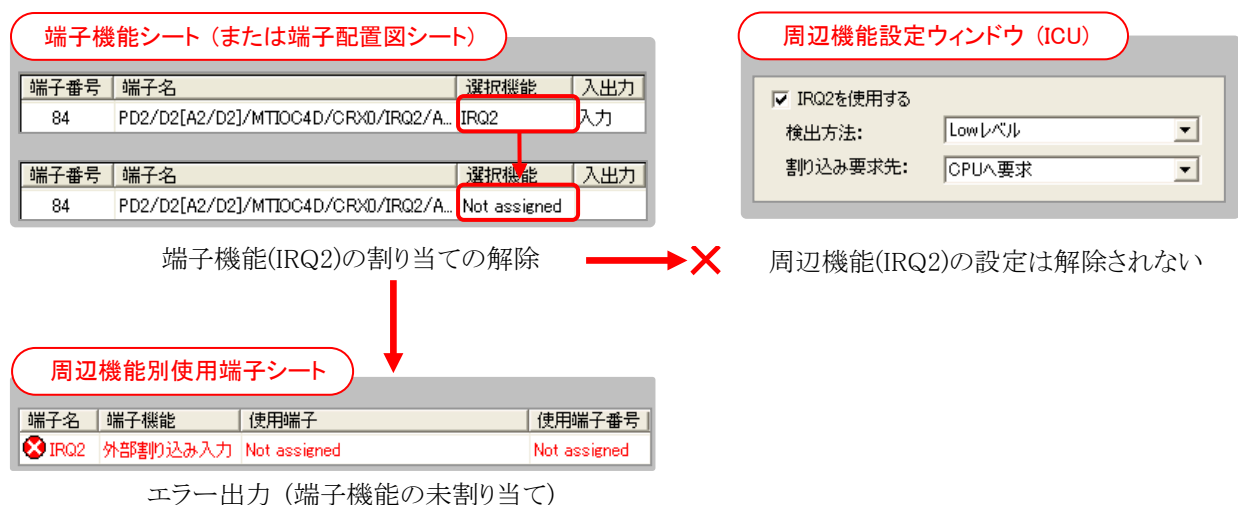 端子機能シート (または端子配置図シート)
端子番号 端子名 選択機能 入出力
84 PD2/D2[A2/D2]/MTIOC4D/CRX0/IRQ2/A... IRQ2 入力
端子番号 端子名 選択機能 入出力
84 PD2/D2[A2/D2]/MTIOC4D/CRX0/IRQ2/A... Not assigned
端子機能(IRQ2)の割り当ての解除
周辺機能設定ウィンドウ (ICU)
IRQ2を使用する
検出方法: Lowレベル
割り込み要求先: CPUへ要求
周辺機能(IRQ2)の設定は解除されない
周辺機能別使用端子シート
端子名 端子機能 使用端子 使用端子番号
IRQ2 外部割り込み入力 Not assigned Not assigned
エラー出力 (端子機能の未割り当て)